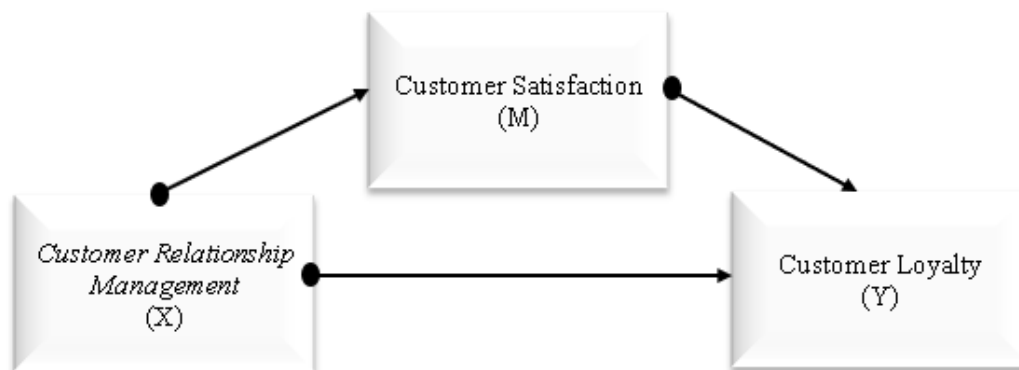 Customer Satisfaction
(M)
Customer Relationship
Management
(X)
Customer Loyalty
(Y)